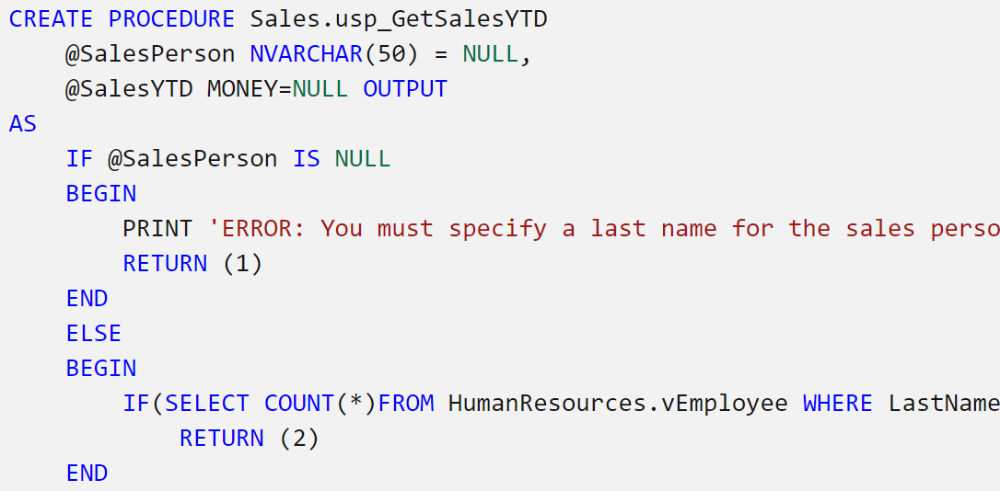 CREATE PROCEDURE Sales.usp_GetSalesYTD
    @SalesPerson NVARCHAR(50) = NULL,
    @SalesYTD MONEY=NULL OUTPUT
AS
    IF @SalesPerson IS NULL
    BEGIN
        PRINT 'ERROR: You must specify a last name for the sales perso
        RETURN (1)
    END
    ELSE
    BEGIN
        IF(SELECT COUNT(*)FROM HumanResources.vEmployee WHERE LastName
            RETURN (2)
    END